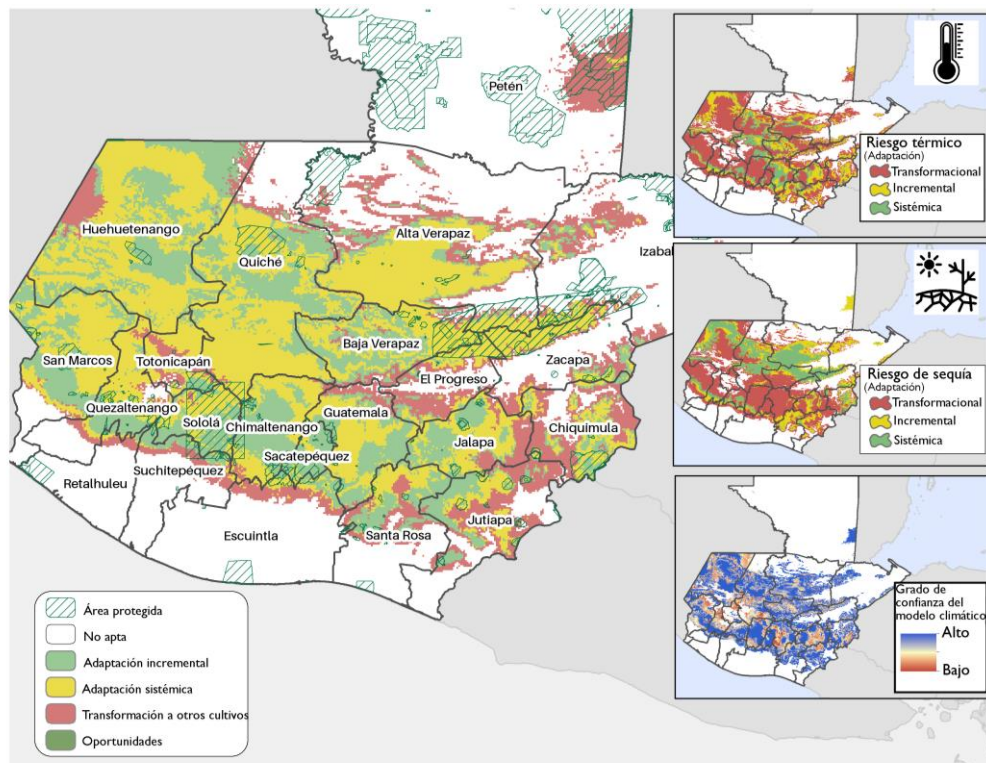 Petén
Huehuetenango
Quiché
Alta Verapaz
Izabal
San Marcos
Totonicapán
Baja Verapaz
Zacapa
El Progreso
Quezaltenango
Sololá
Chimaltenango
Guatemala
Jalapa
Chiquimula
Sacatepéquez
Suchitepéquez
Retalhuleu
Escuintla
Santa Rosa
Jutiapa
Área protegida
No apta
Adaptación incremental
Adaptación sistémica
Transformación a otros cultivos
Oportunidades
Riesgo térmico
(Adaptación)
Transformacional
Incremental
Sistémica
Riesgo de sequía
(Adaptación)
Transformacional
Incremental
Sistémica
Grado de
confianza del
modelo climático
Alto
Bajo